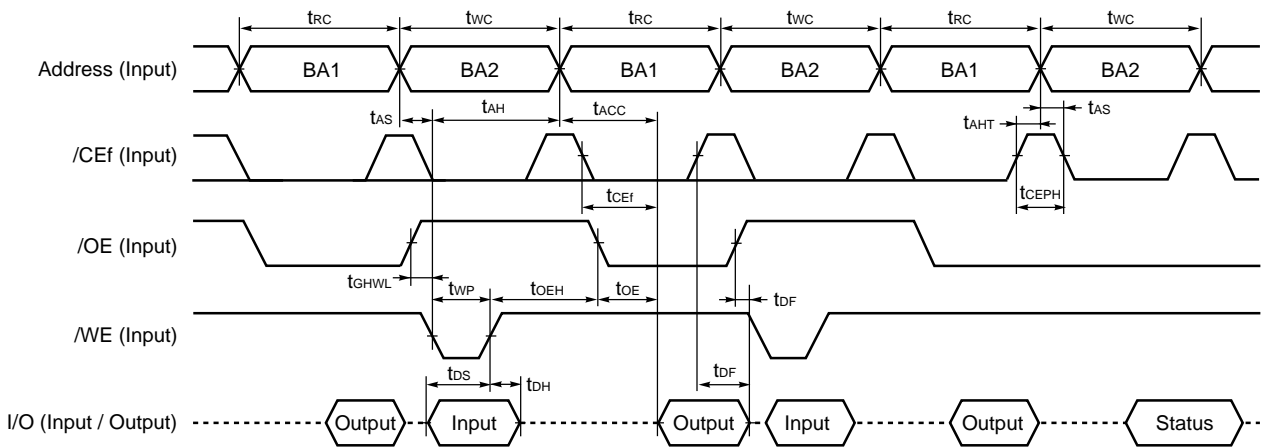 tRC tWC tRC tWC tRC tWC
Address (Input) BA1 BA2 BA1 BA2 BA1 BA2
tAS tAH tACC tAHT tAS
/CEf (Input)
tCEf tCEPH
/OE (Input)
tGHWL tWP tOEH tOE tDF
/WE (Input)
tDS tDH tDF
I/O (Input / Output) Output Input Output Input Output Status